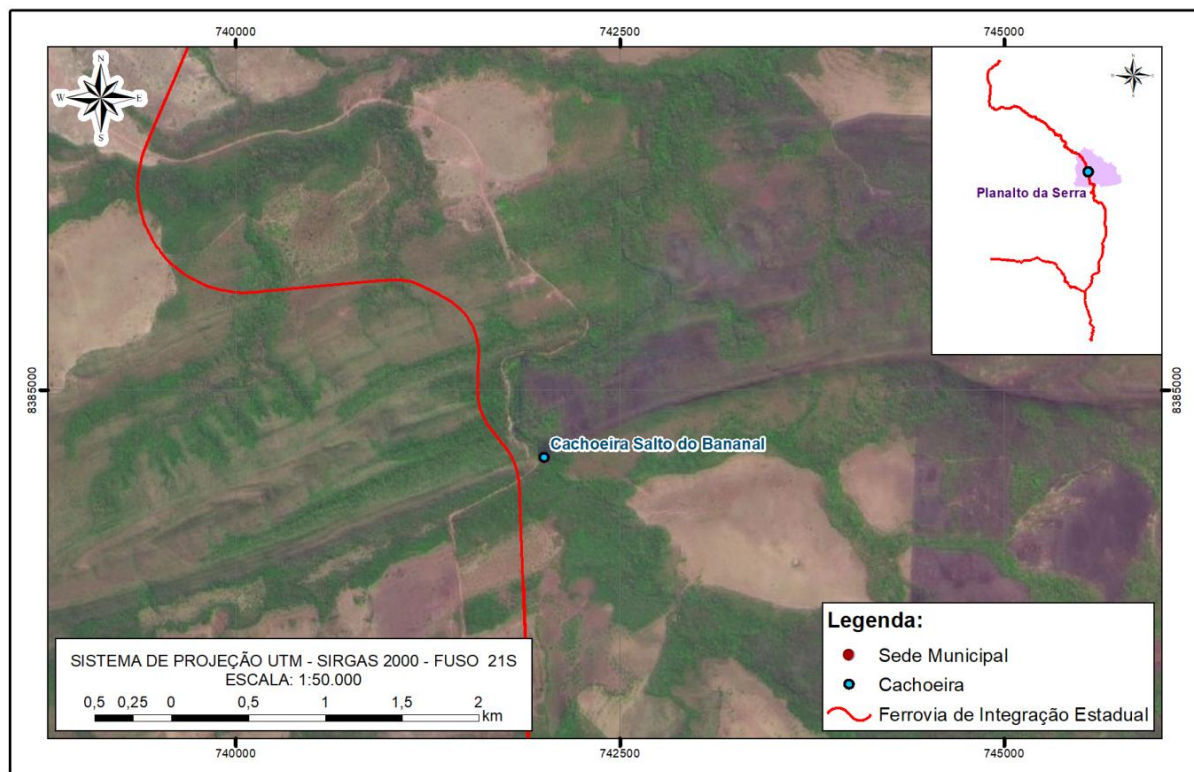 740000
742500
745000
N
W
E
S
Planalto da Serra
8385000
8385000
Cachoeira Salto do Bananal
SISTEMA DE PROJEÇÃO UTM - SIRGAS 2000 - FUSO 21S
ESCALA: 1:50.000
0,5 0,25 0 0,5 1 1,5 2
km
Legenda:
Sede Municipal
Cachoeira
Ferrovia de Integração Estadual
740000
742500
745000